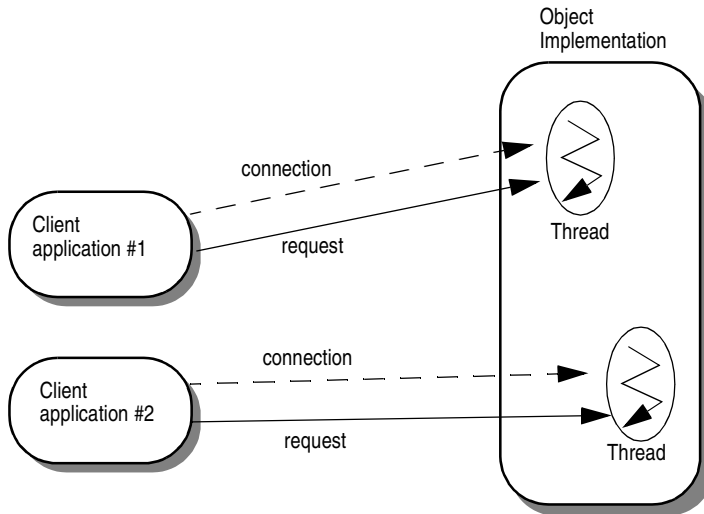 Object
Implementation
connection
Client
application #1
request
Thread
connection
Client
application #2
request
Thread